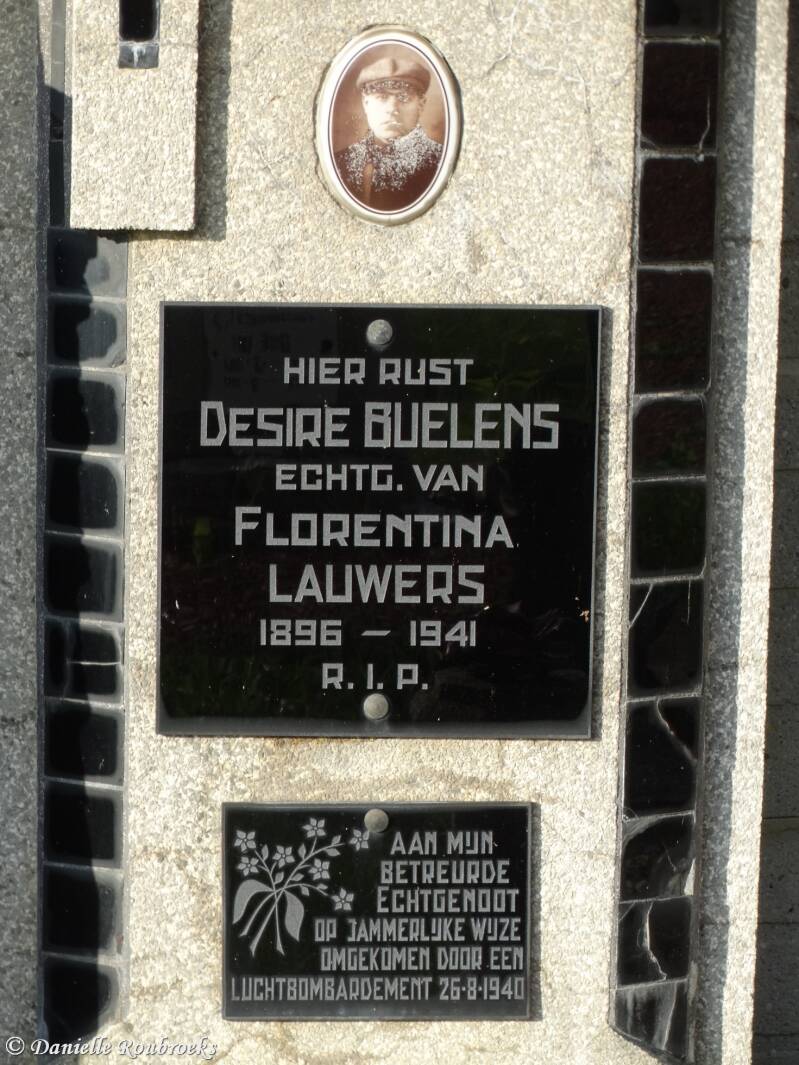 HIER RUST
DESIRE BUELENS
ECHTG. VAN
FLORENTINA
LAUWERS
1896 — 1941
R.I.P.
AAN MIJN
BETREURDE
ECHTGENOOT
OP JAMMERLIJKE WIJZE
OMGEKOMEN DOOR EEN
LUCHTBOMBARDEMENT 26·8·1940
© Danielle Roubroeks